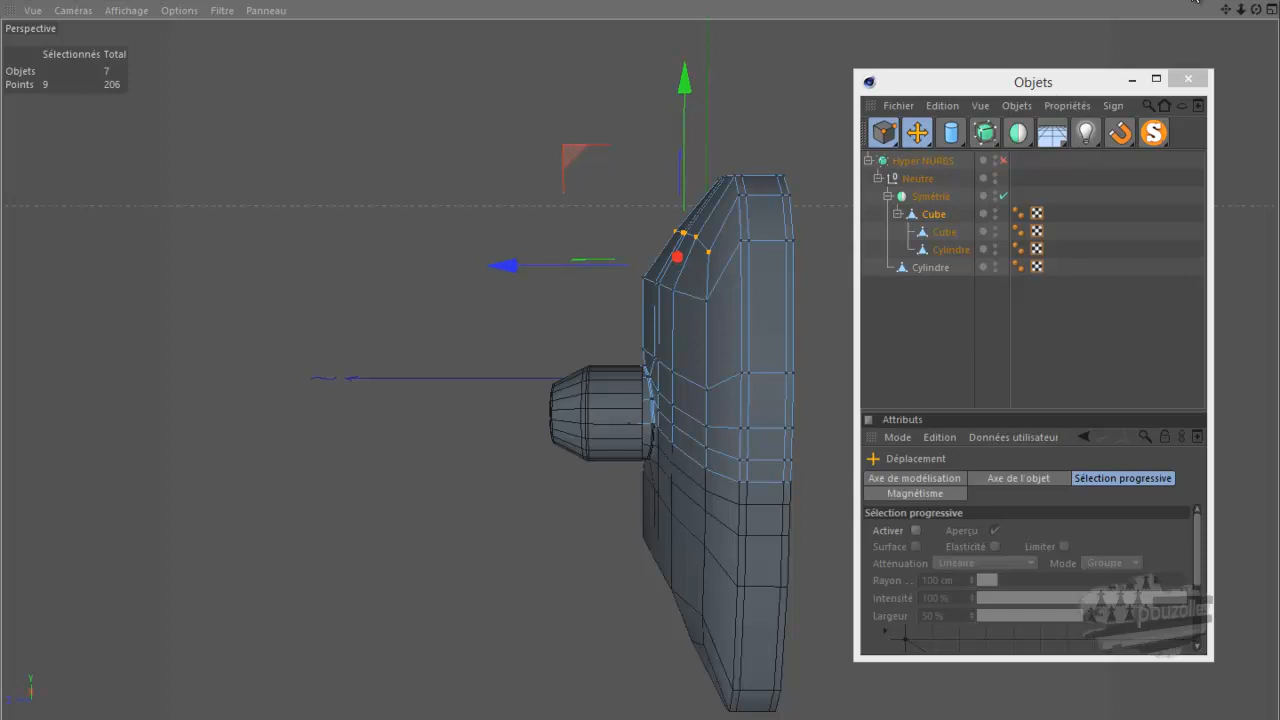 Vue Caméras Affichage Options Filtre Panneau
Perspective
Sélectionnés Total
Objets 7
Points 9 206
Objets
Fichier Edition Vue Objets Propriétés Sign
Hyper NURBS
Neutre
Symétrie
Cube
Cube
Cylindre
Cylindre
Attributs
Mode Edition Données utilisateur
Déplacement
Axe de modélisation Axe de l'objet Sélection progressive
Magnétisme
Sélection progressive
Activer Aperçu
Surface Elasticité Limiter
Attenuation Linéaire Mode Groupe
Rayon ... 100 cm
Intensité 100 %
Largeur 50 %
pouzolles
Y